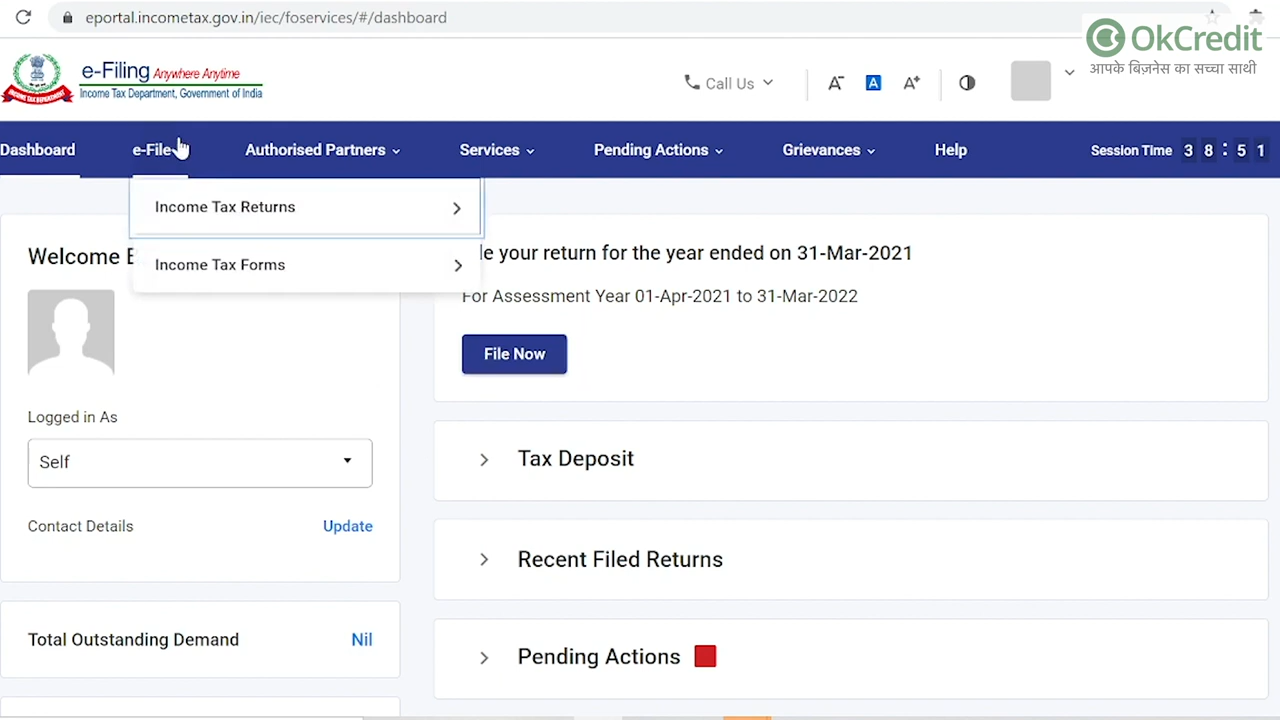 eportal.incometax.gov.in/iec/foservices/#/dashboard
OkCredit
आपके बिज़नेस का सच्चा साथी
e-Filing Anywhere Anytime
Income Tax Department, Government of India
Call Us
A- A A+
Dashboard e-File Authorised Partners Services Pending Actions Grievances Help Session Time 3 8 : 5 1
Income Tax Returns
Income Tax Forms
Welcome
e your return for the year ended on 31-Mar-2021
For Assessment Year 01-Apr-2021 to 31-Mar-2022
File Now
Logged in As
Self
Contact Details Update
Total Outstanding Demand Nil
Tax Deposit
Recent Filed Returns
Pending Actions